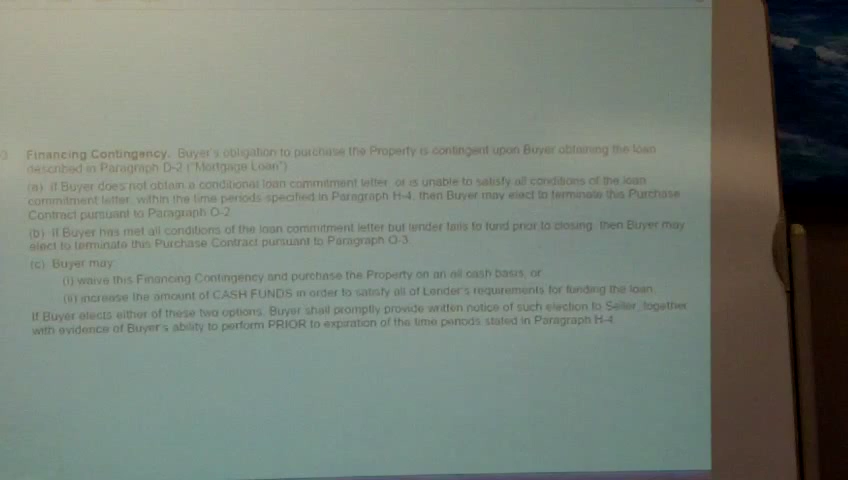 Financing Contingency. Buyer's obligation to purchase the Property is contingent upon Buyer obtaining the loan
described in Paragraph D-2 ("Mortgage Loan")
(a) If Buyer does not obtain a conditional loan commitment letter, or is unable to satisfy all conditions of the loan
commitment letter, within the time periods specified in Paragraph H-4, then Buyer may elect to terminate this Purchase
Contract pursuant to Paragraph O-2
(b) If Buyer has met all conditions of the loan commitment letter but lender fails to fund prior to closing, then Buyer may
elect to terminate this Purchase Contract pursuant to Paragraph O-3.
(c) Buyer may:
(i) waive this Financing Contingency and purchase the Property on an all cash basis, or
(ii) increase the amount of CASH FUNDS in order to satisfy all of Lender's requirements for funding the loan.
If Buyer elects either of these two options, Buyer shall promptly provide written notice of such election to Seller, together
with evidence of Buyer's ability to perform PRIOR to expiration of the time periods stated in Paragraph H-4.